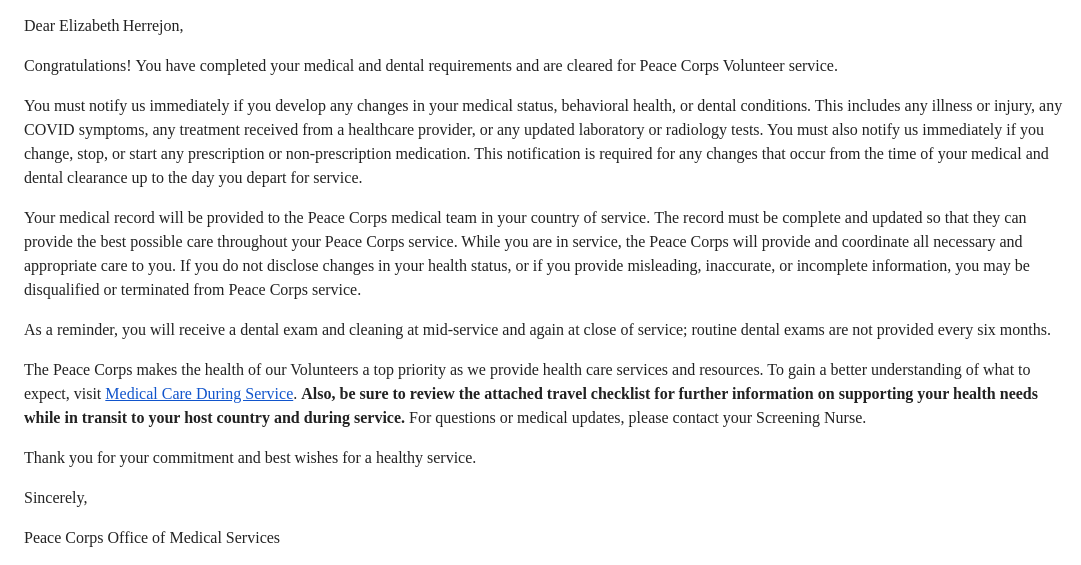 Dear Elizabeth Herrejon,
Congratulations! You have completed your medical and dental requirements and are cleared for Peace Corps Volunteer service.
You must notify us immediately if you develop any changes in your medical status, behavioral health, or dental conditions. This includes any illness or injury, any
COVID symptoms, any treatment received from a healthcare provider, or any updated laboratory or radiology tests. You must also notify us immediately if you
change, stop, or start any prescription or non-prescription medication. This notification is required for any changes that occur from the time of your medical and
dental clearance up to the day you depart for service.
Your medical record will be provided to the Peace Corps medical team in your country of service. The record must be complete and updated so that they can
provide the best possible care throughout your Peace Corps service. While you are in service, the Peace Corps will provide and coordinate all necessary and
appropriate care to you. If you do not disclose changes in your health status, or if you provide misleading, inaccurate, or incomplete information, you may be
disqualified or terminated from Peace Corps service.
As a reminder, you will receive a dental exam and cleaning at mid-service and again at close of service; routine dental exams are not provided every six months.
The Peace Corps makes the health of our Volunteers a top priority as we provide health care services and resources. To gain a better understanding of what to
expect, visit Medical Care During Service. Also, be sure to review the attached travel checklist for further information on supporting your health needs
while in transit to your host country and during service. For questions or medical updates, please contact your Screening Nurse.
Thank you for your commitment and best wishes for a healthy service.
Sincerely,
Peace Corps Office of Medical Services